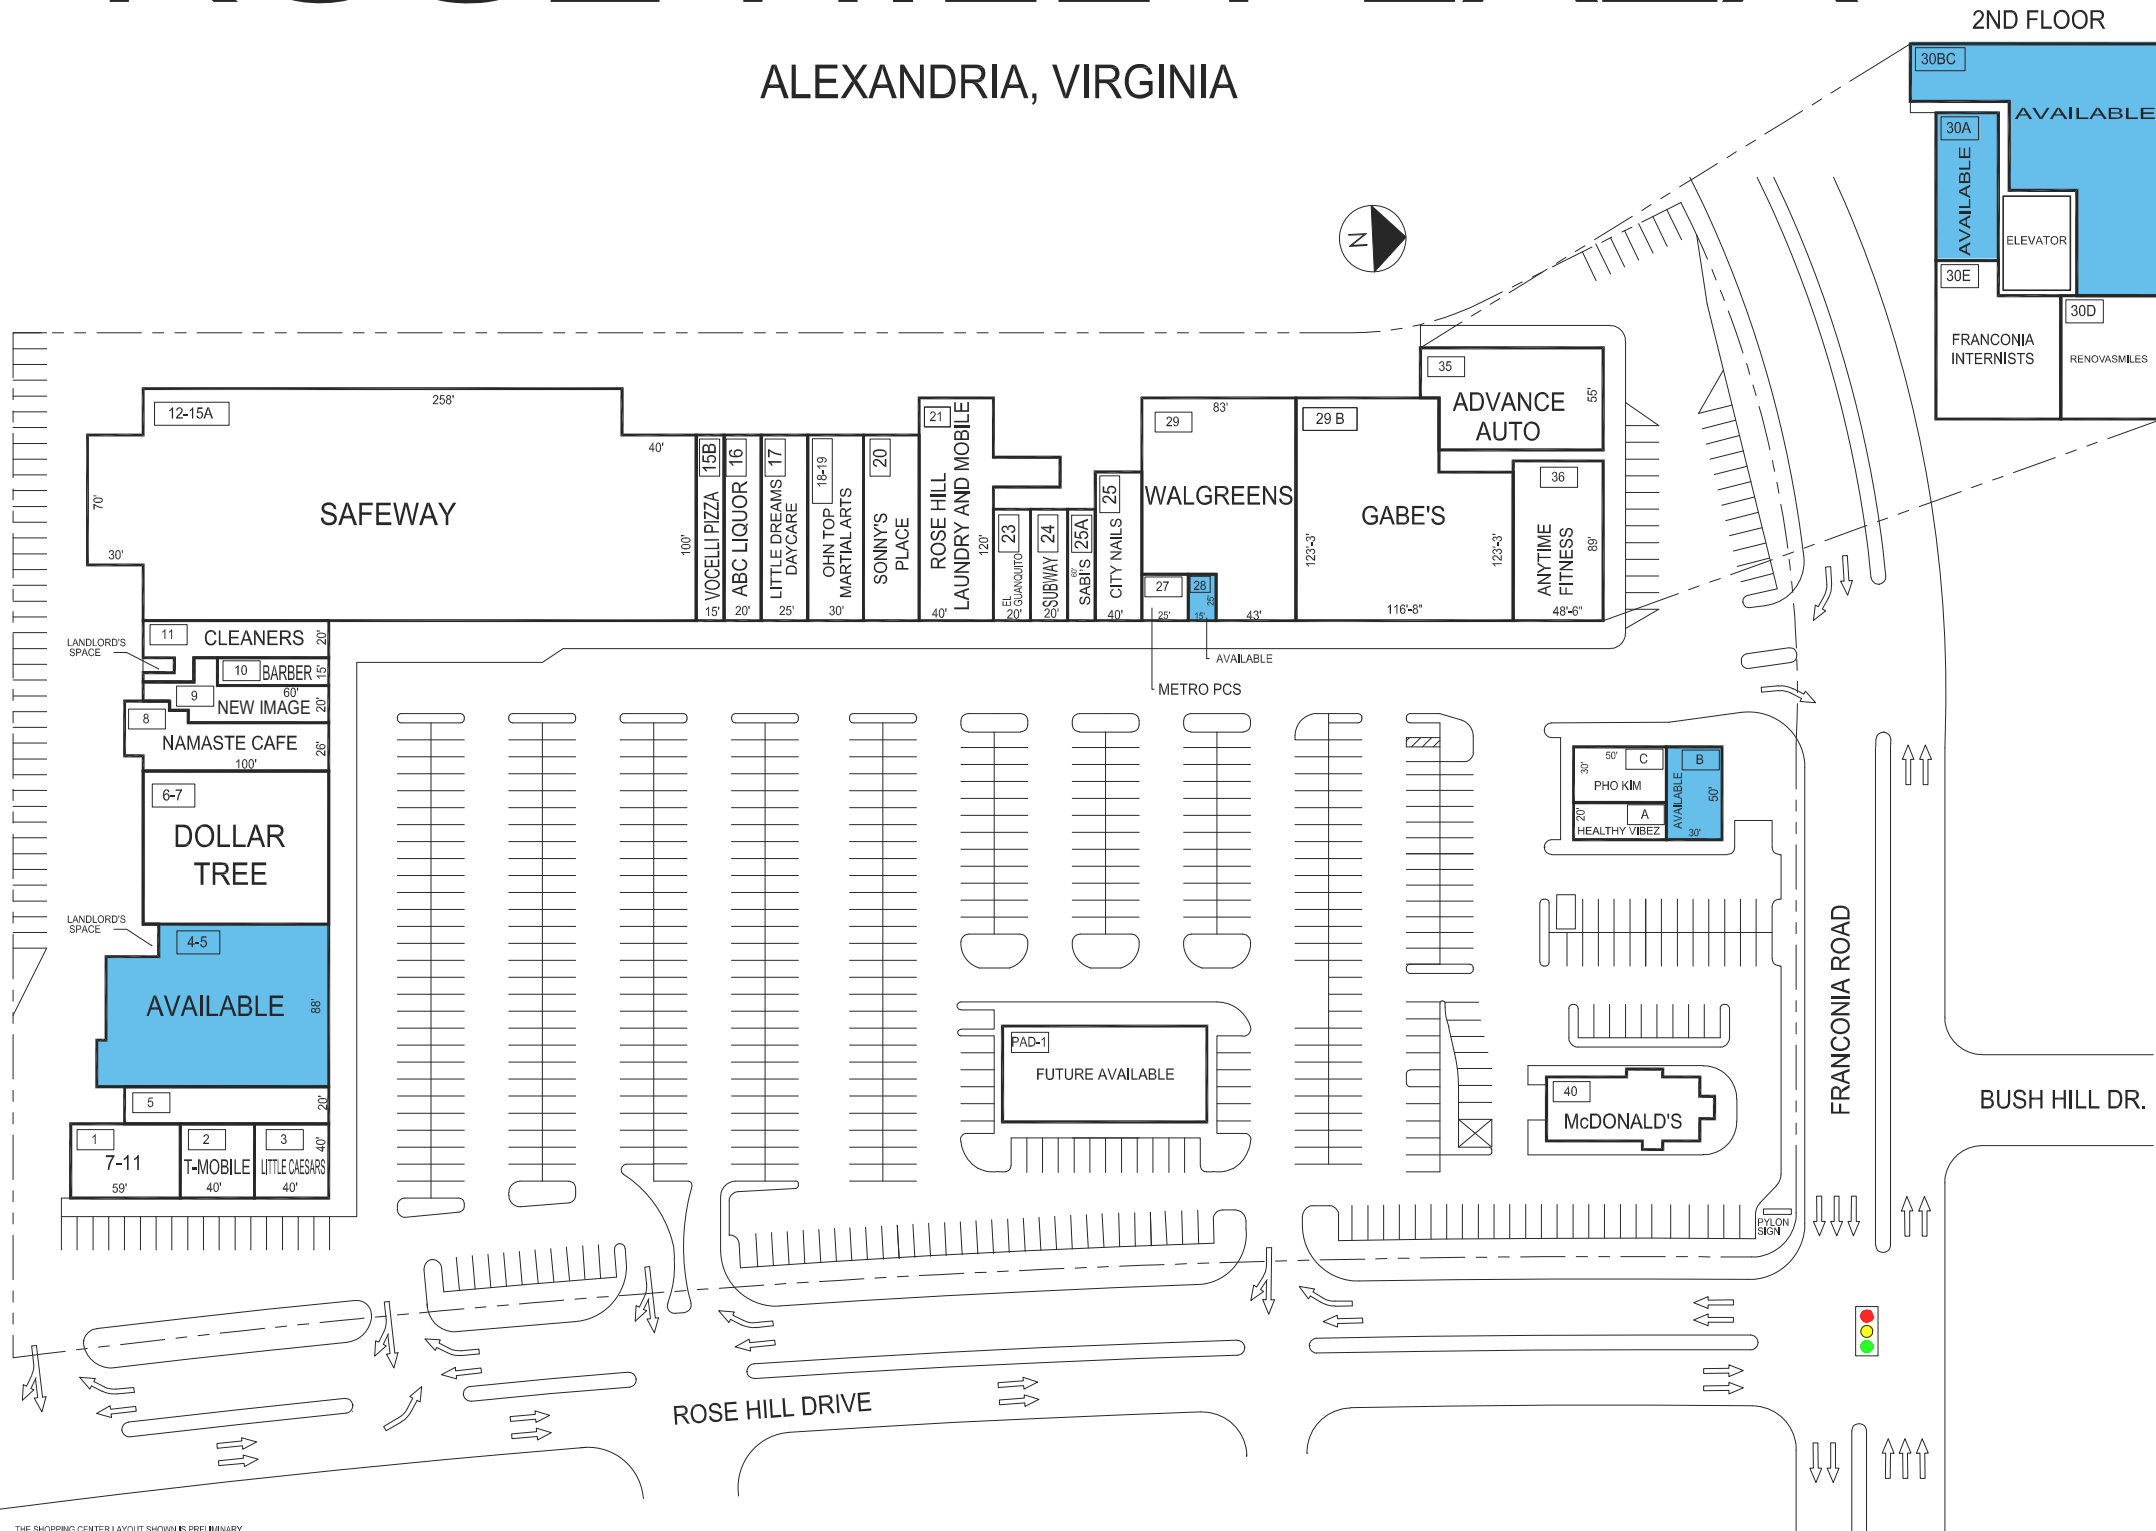 ALEXANDRIA, VIRGINIA
2ND FLOOR
30BC
AVAILABLE
30A
AVAILABLE
ELEVATOR
30E
FRANCONIA
INTERNISTS
30D
RENOVASMILES
N
12-15A
258'
SAFEWAY
70'
30'
40'
100'
15B
VOCELLI PIZZA
15'
16
ABC LIQUOR
20'
17
LITTLE DREAMS
DAYCARE
25'
18-19
OHN TOP
MARTIAL ARTS
30'
20
SONNY'S
PLACE
21
ROSE HILL
LAUNDRY AND MOBILE
40'
120'
23
EL
GUANQUITO
20'
24
SUBWAY
20'
25A
SABI'S
60'
25
CITY NAILS
40'
29
83'
WALGREENS
27
25'
28
25'
15'
43'
AVAILABLE
METRO PCS
29 B
GABE'S
123'-3'
123'-3'
116'-8"
35
ADVANCE
AUTO
55'
36
ANYTIME
FITNESS
89'
48'-6"
11
CLEANERS
20'
LANDLORD'S
SPACE
10
BARBER
15'
60'
9
NEW IMAGE
20'
8
NAMASTE CAFE
26'
100'
6-7
DOLLAR
TREE
LANDLORD'S
SPACE
4-5
AVAILABLE
88'
5
20'
1
7-11
59'
2
T-MOBILE
40'
3
LITTLE CAESARS
40'
40'
C
50'
30'
PHO KIM
B
AVAILABLE
50'
30'
A
20'
HEALTHY VIBEZ
PAD-1
FUTURE AVAILABLE
40
McDONALD'S
PYLON
SIGN
FRANCONIA ROAD
BUSH HILL DR.
ROSE HILL DRIVE
THE SHOPPING CENTER LAYOUT SHOWN IS PRELIMINARY